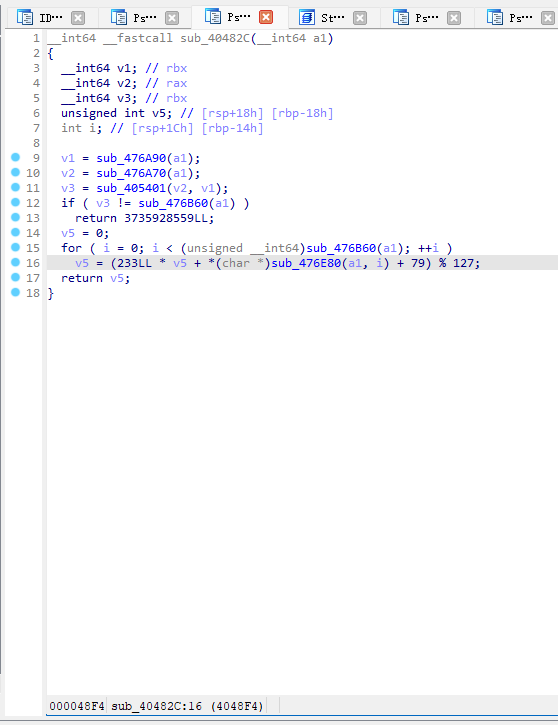 ID··· Ps··· Ps··· St··· Ps··· Ps···
1 __int64 __fastcall sub_40482C(__int64 a1)
2 {
3 __int64 v1; // rbx
4 __int64 v2; // rax
5 __int64 v3; // rbx
6 unsigned int v5; // [rsp+18h] [rbp-18h]
7 int i; // [rsp+1Ch] [rbp-14h]
8
9 v1 = sub_476A90(a1);
10 v2 = sub_476A70(a1);
11 v3 = sub_405401(v2, v1);
12 if ( v3 != sub_476B60(a1) )
13 return 3735928559LL;
14 v5 = 0;
15 for ( i = 0; i < (unsigned __int64)sub_476B60(a1); ++i )
16 v5 = (233LL * v5 + *(char *)sub_476E80(a1, i) + 79) % 127;
17 return v5;
18 }
000048F4 sub_40482C:16 (4048F4)